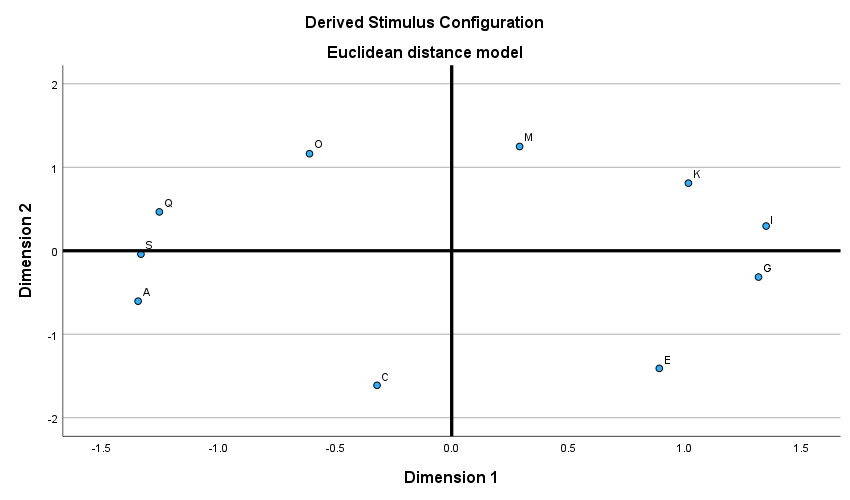 Derived Stimulus Configuration
Euclidean distance model
2
M
O
1
K
Q
I
S
0
G
A
Dimension 2
-1
E
C
-2
-1.5 -1.0 -0.5 0.0 0.5 1.0 1.5
Dimension 1